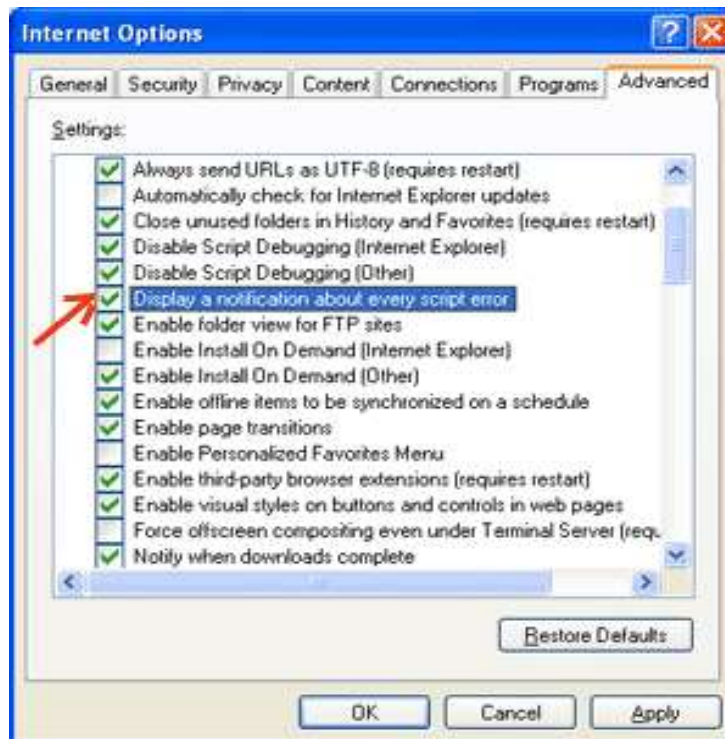 Internet Options
General Security Privacy Content Connections Programs Advanced
Settings:
Always send URLs as UTF-8 (requires restart)
Automatically check for Internet Explorer updates
Close unused folders in History and Favorites (requires restart)
Disable Script Debugging (Internet Explorer)
Disable Script Debugging (Other)
Display a notification about every script error
Enable folder view for FTP sites
Enable Install On Demand (Internet Explorer)
Enable Install On Demand (Other)
Enable offline items to be synchronized on a schedule
Enable page transitions
Enable Personalized Favorites Menu
Enable third-party browser extensions (requires restart)
Enable visual styles on buttons and controls in web pages
Force offscreen compositing even under Terminal Server (requ
Notify when downloads complete
Restore Defaults
OK Cancel Apply